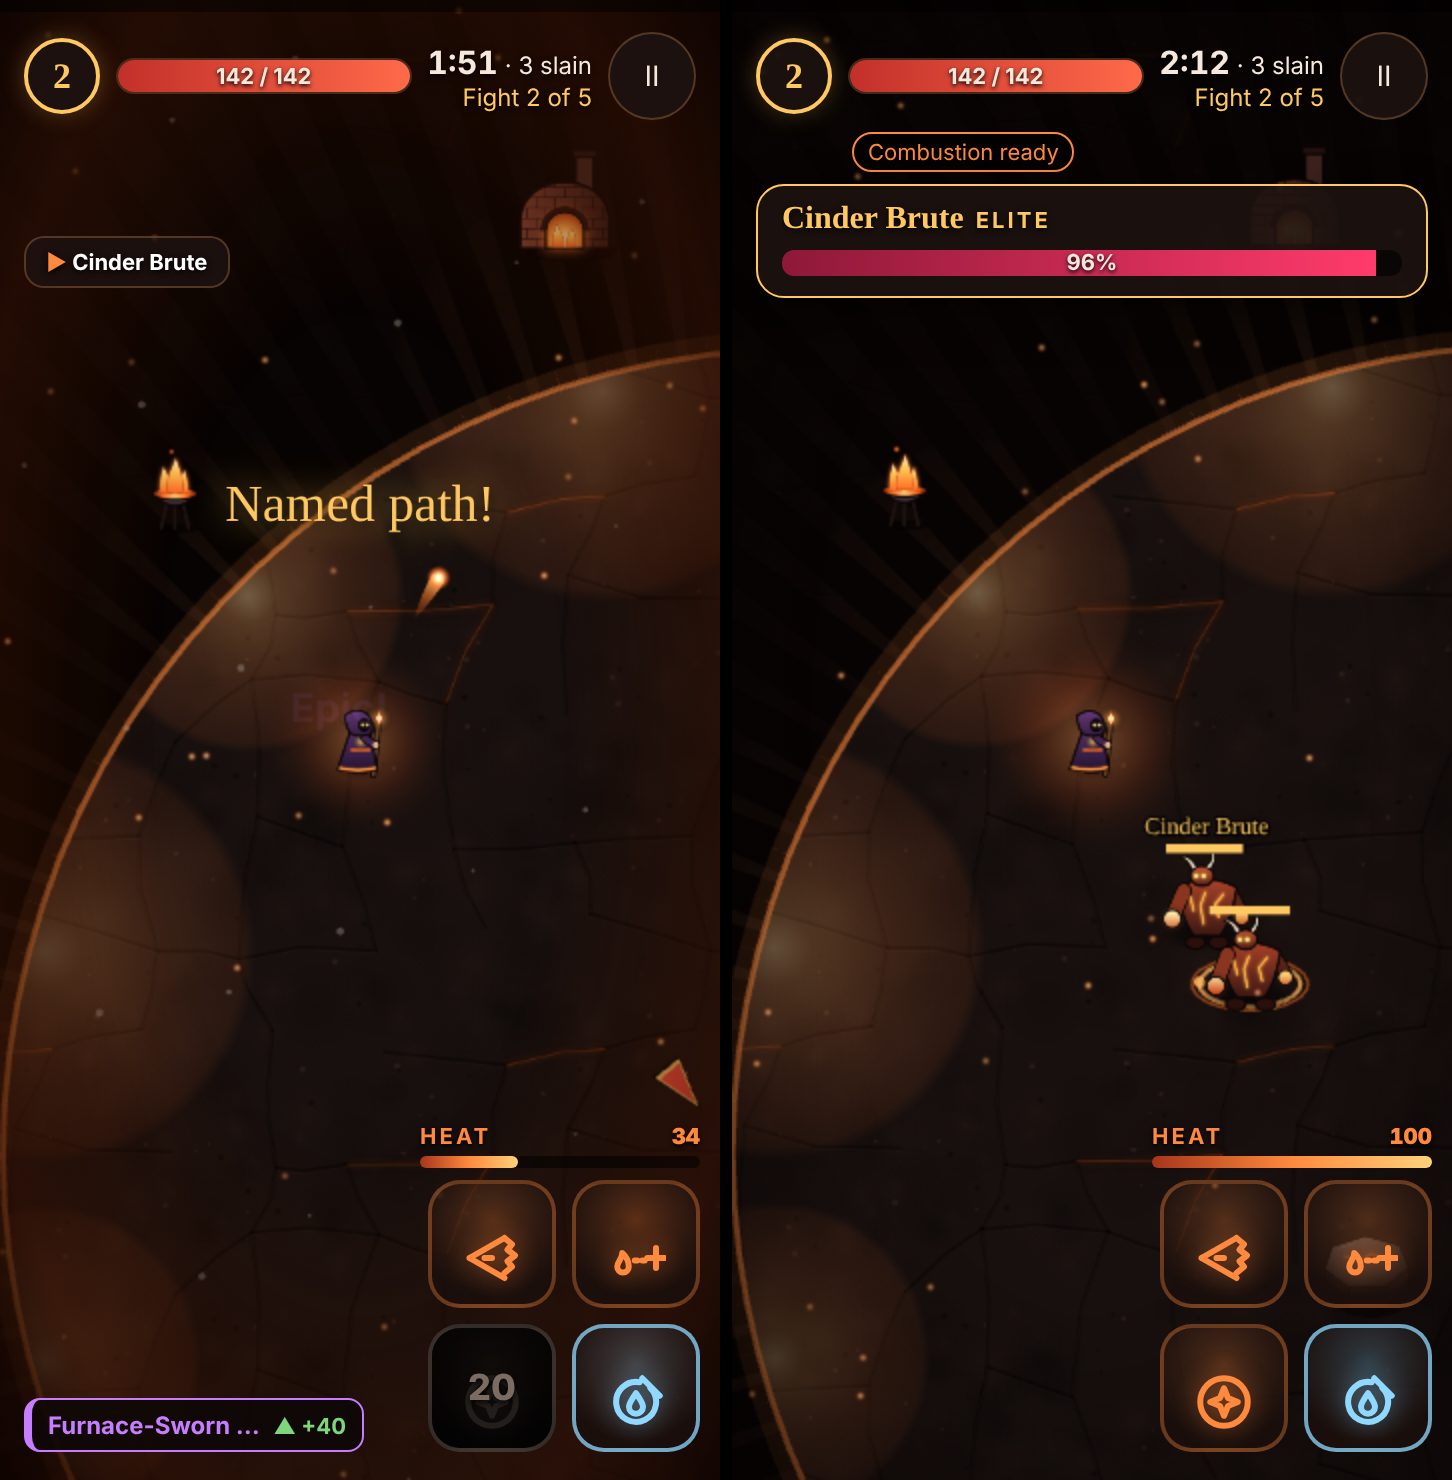 2
142 / 142
1:51 · 3 slain
Fight 2 of 5
Cinder Brute
Named path!
HEAT 34
20
Furnace-Sworn ... ▲ +40
2
142 / 142
2:12 · 3 slain
Fight 2 of 5
Combustion ready
Cinder Brute ELITE
96%
Cinder Brute
HEAT 100